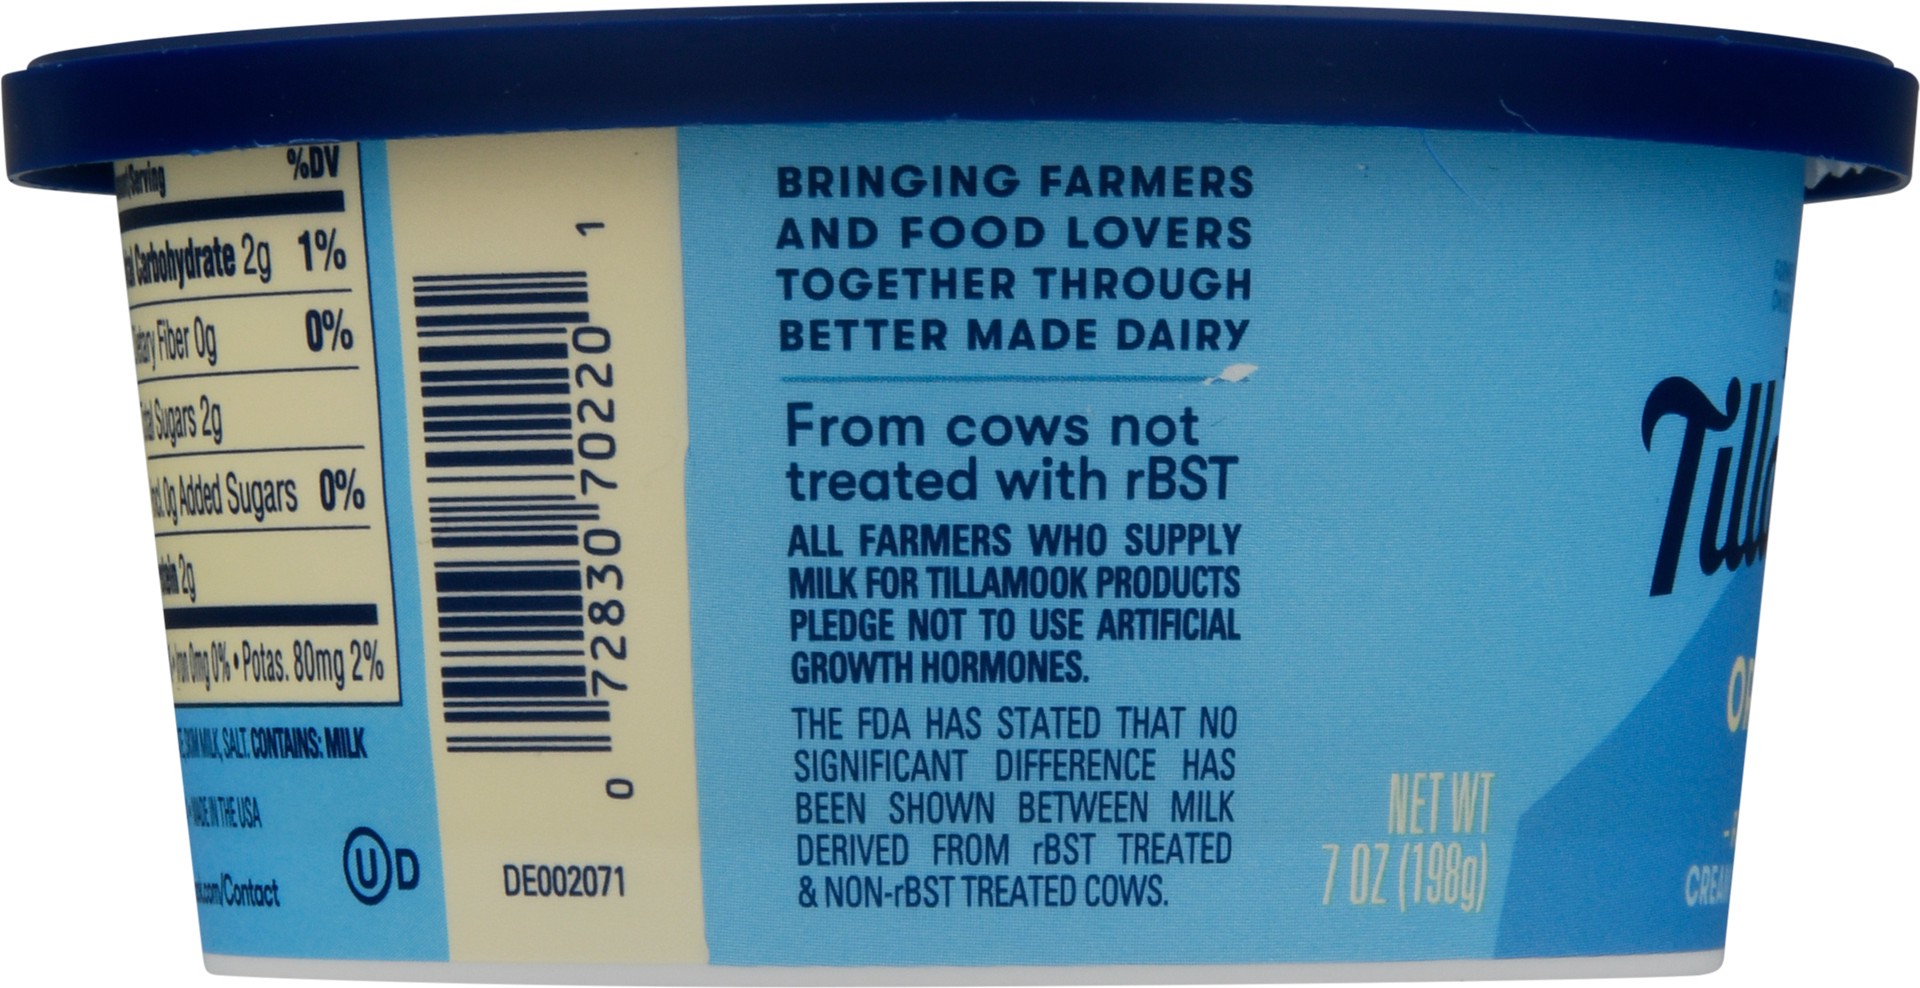 %DV
Carbohydrate 2g 1%
Fiber 0g 0%
Sugars 2g
0g Added Sugars 0%
2g
0mg 0% • Potas. 80mg 2%
MILK, SALT. CONTAINS: MILK
MADE IN THE USA
.com/Contact
U D
0 72830 70220 1
DE002071
BRINGING FARMERS
AND FOOD LOVERS
TOGETHER THROUGH
BETTER MADE DAIRY
From cows not
treated with rBST
ALL FARMERS WHO SUPPLY
MILK FOR TILLAMOOK PRODUCTS
PLEDGE NOT TO USE ARTIFICIAL
GROWTH HORMONES.
THE FDA HAS STATED THAT NO
SIGNIFICANT DIFFERENCE HAS
BEEN SHOWN BETWEEN MILK
DERIVED FROM rBST TREATED
& NON-rBST TREATED COWS.
NET WT
7 OZ (198g)
Till